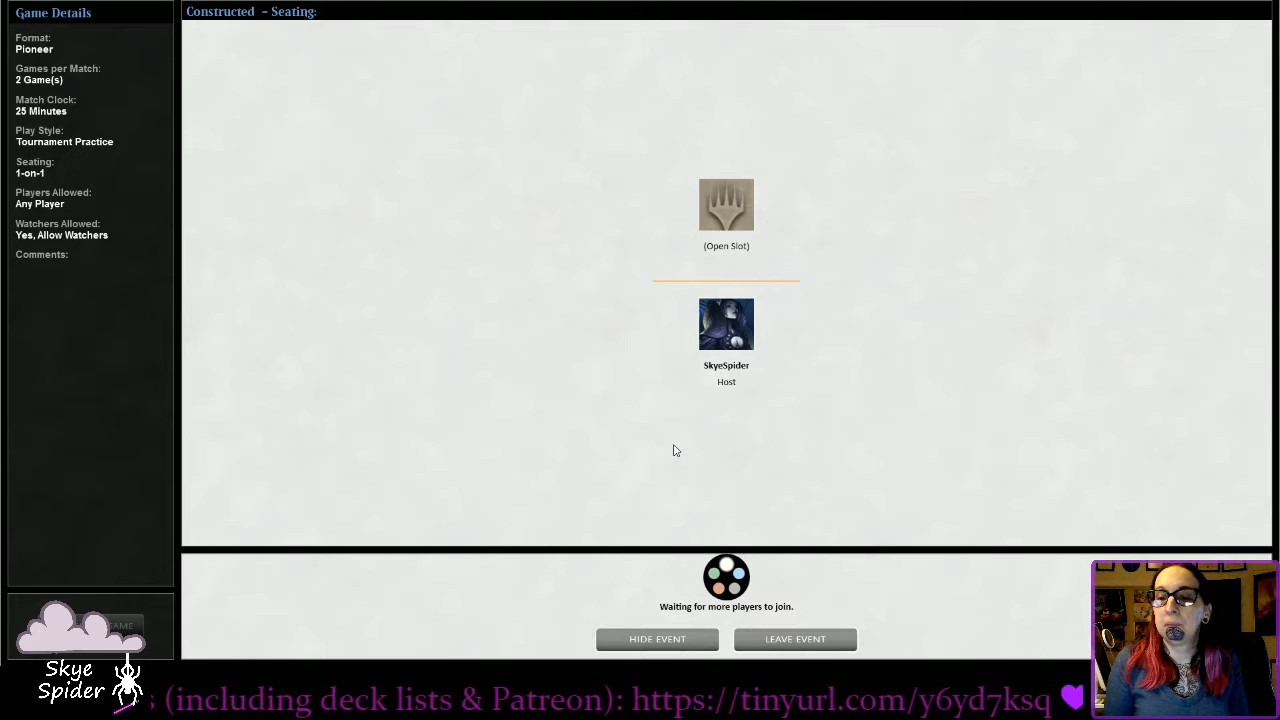 Game Details
Format:
Pioneer
Games per Match:
2 Game(s)
Match Clock:
25 Minutes
Play Style:
Tournament Practice
Seating:
1-on-1
Players Allowed:
Any Player
Watchers Allowed:
Yes, Allow Watchers
Comments:
Constructed - Seating:
(Open Slot)
SkyeSpider
Host
Waiting for more players to join.
HIDE EVENT
LEAVE EVENT
AME
Skye
Spider
(including deck lists & Patreon): https://tinyurl.com/y6yd7ksq